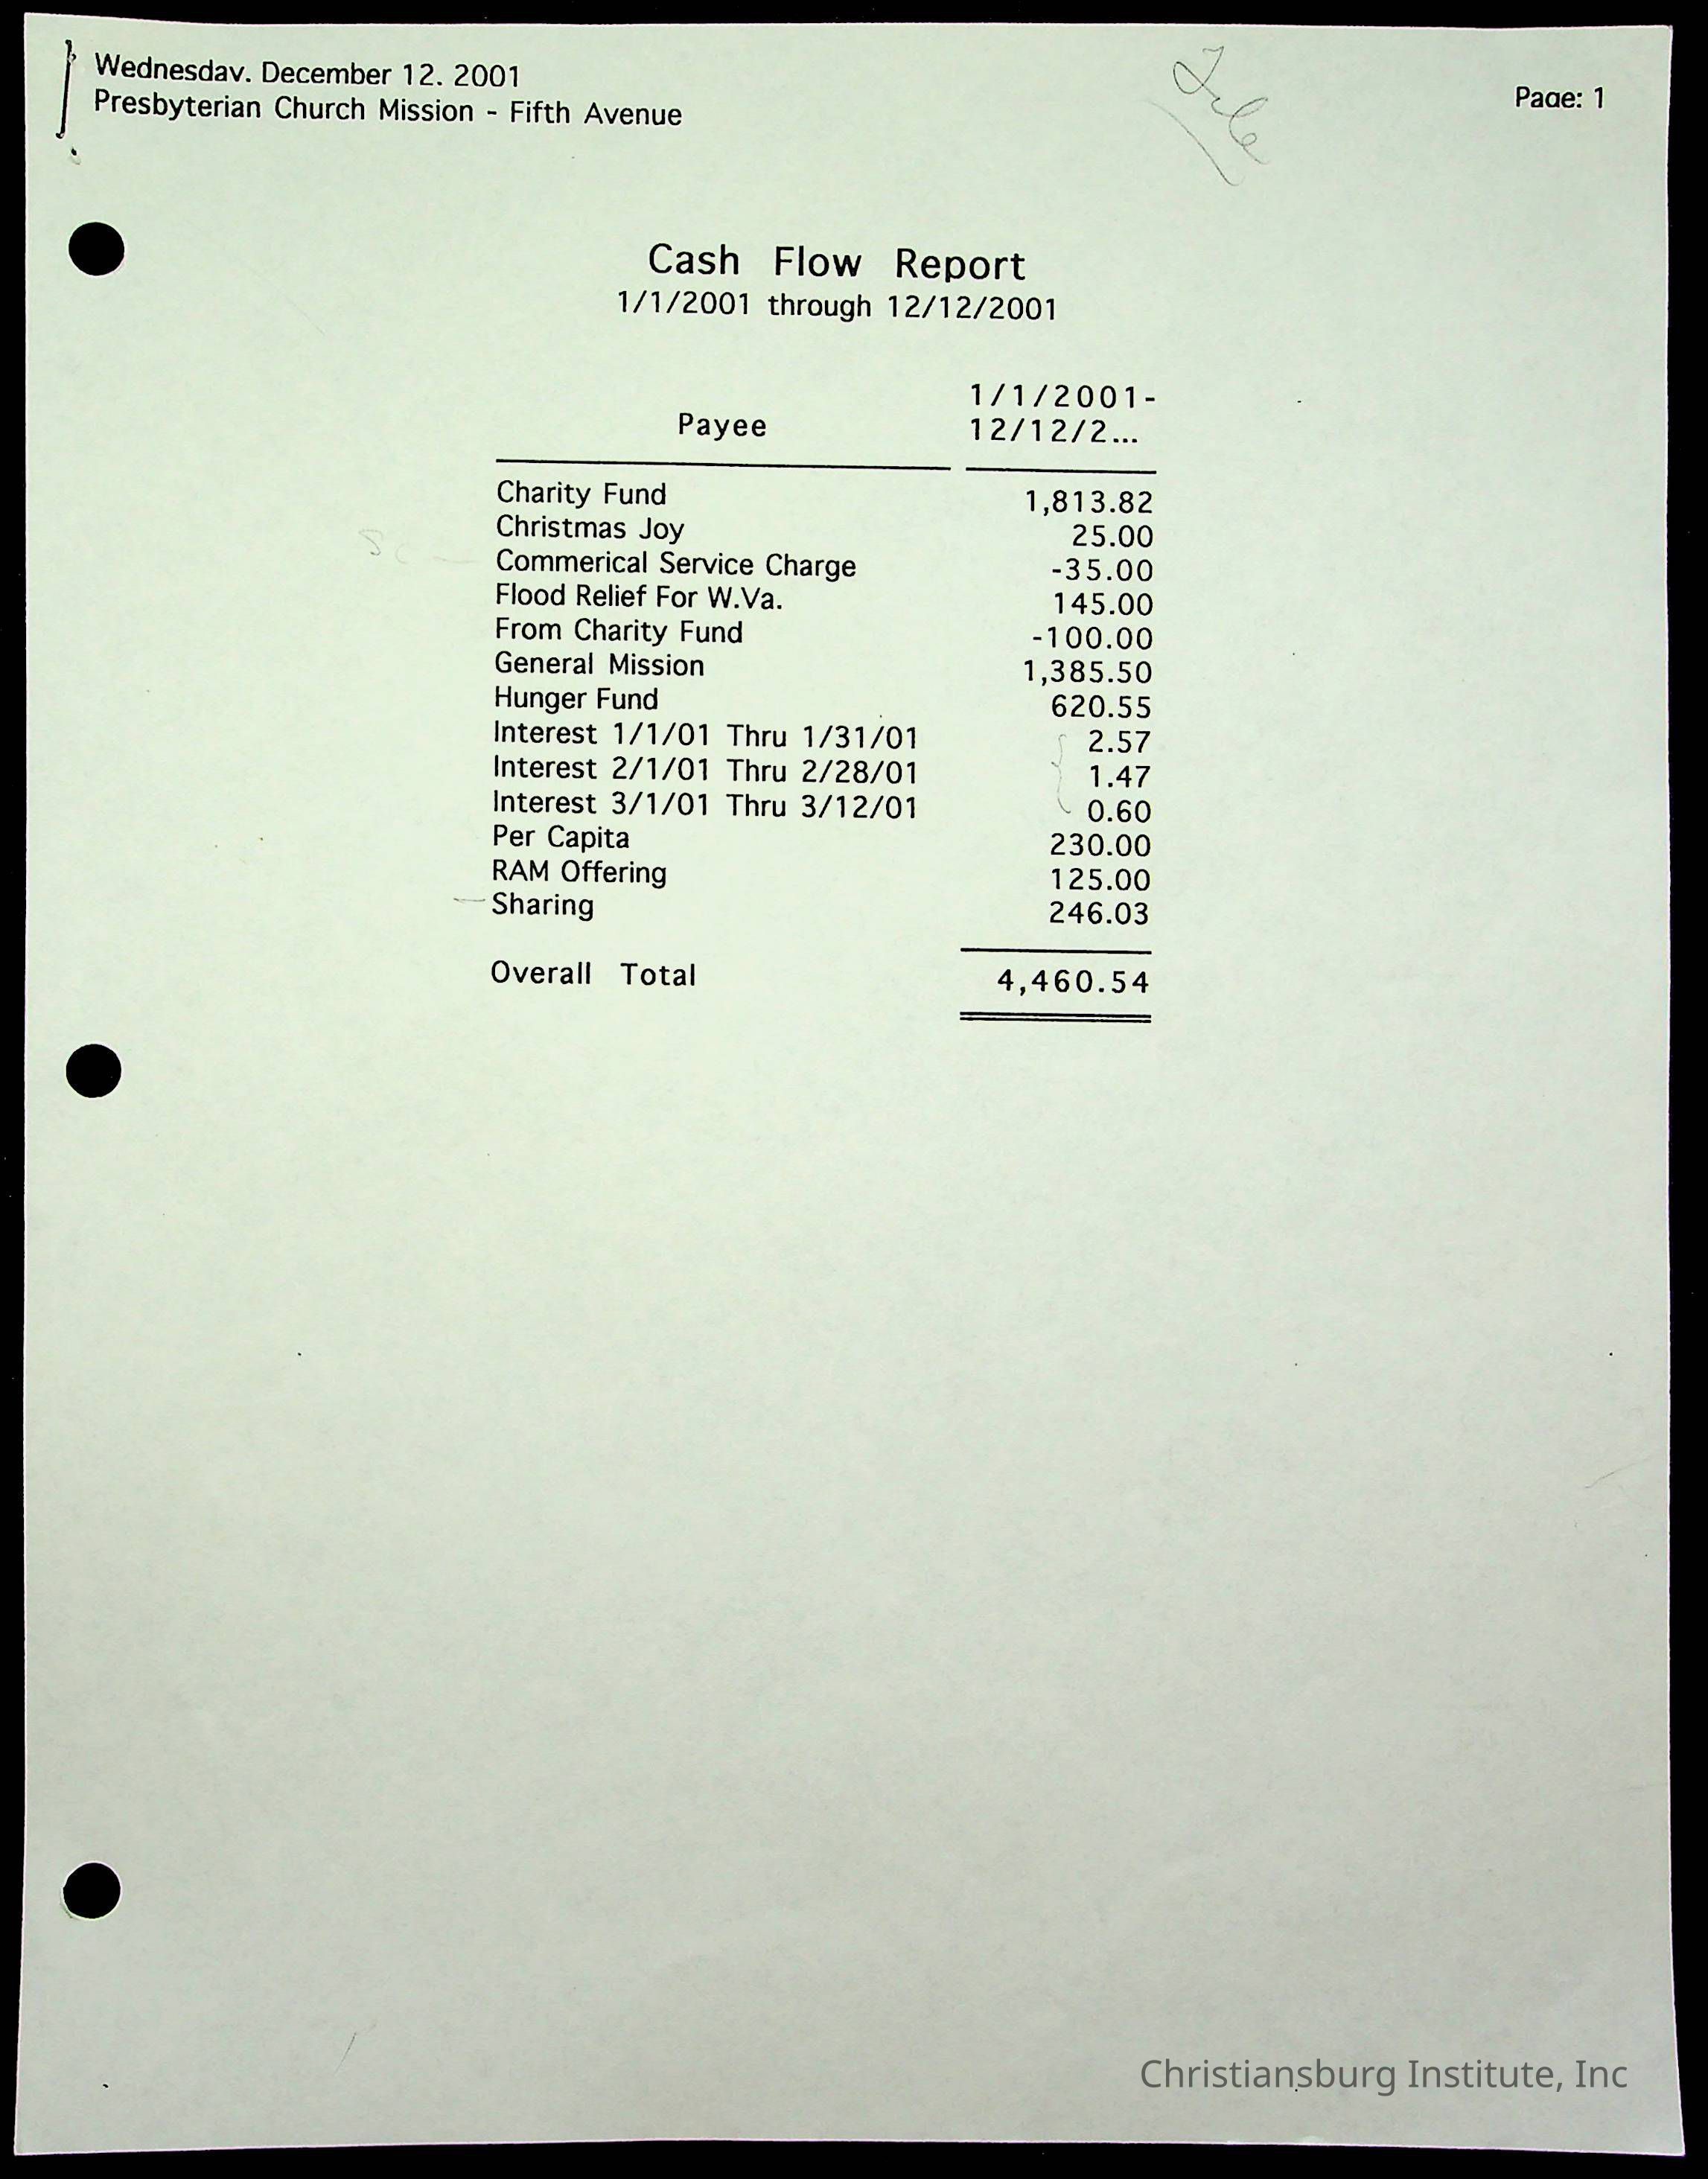 Wednesday. December 12. 2001
Presbyterian Church Mission - Fifth Avenue
File
Page: 1
Cash Flow Report
1/1/2001 through 12/12/2001
Payee 1/1/2001-
12/12/2...
Charity Fund 1,813.82
Christmas Joy 25.00
Commerical Service Charge -35.00
Flood Relief For W.Va. 145.00
From Charity Fund -100.00
General Mission 1,385.50
Hunger Fund 620.55
Interest 1/1/01 Thru 1/31/01 2.57
Interest 2/1/01 Thru 2/28/01 1.47
Interest 3/1/01 Thru 3/12/01 0.60
Per Capita 230.00
RAM Offering 125.00
Sharing 246.03
Overall Total 4,460.54
Christiansburg Institute, Inc